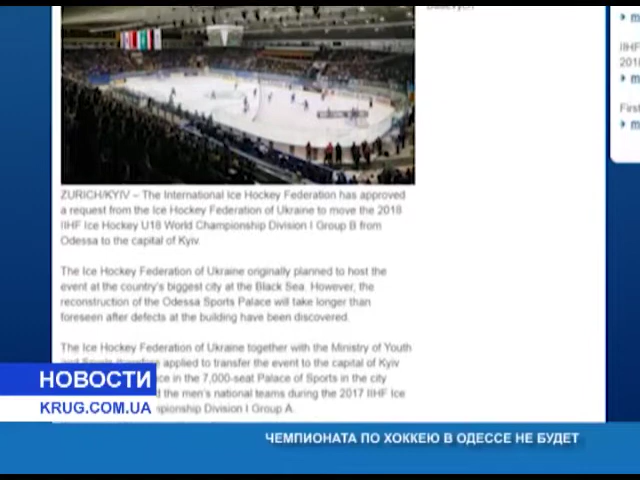 IIHF
2018
First
ZURICH/KYIV – The International Ice Hockey Federation has approved
a request from the Ice Hockey Federation of Ukraine to move the 2018
IIHF Ice Hockey U18 World Championship Division I Group B from
Odessa to the capital of Kyiv.
The Ice Hockey Federation of Ukraine originally planned to host the
event at the country's biggest city at the Black Sea. However, the
reconstruction of the Odessa Sports Palace will take longer than
foreseen after defects at the building have been discovered.
The Ice Hockey Federation of Ukraine together with the Ministry of Youth
applied to transfer the event to the capital of Kyiv
in the 7,000-seat Palace of Sports in the city
the men's national teams during the 2017 IIHF Ice
Division I Group A.
НОВОСТИ
KRUG.COM.UA
ЧЕМПИОНАТА ПО ХОККЕЮ В ОДЕССЕ НЕ БУДЕТ